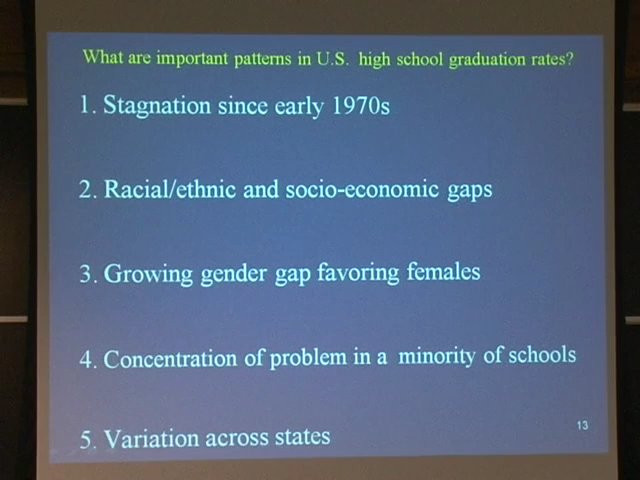 What are important patterns in U.S. high school graduation rates?
1. Stagnation since early 1970s
2. Racial/ethnic and socio-economic gaps
3. Growing gender gap favoring females
4. Concentration of problem in a minority of schools
13
5. Variation across states